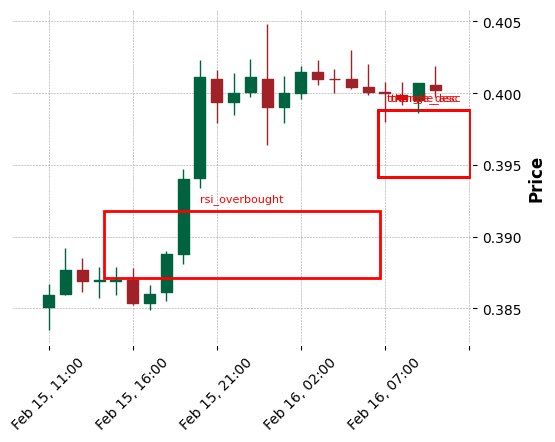 0.405
0.400
0.395
0.390
0.385
Price
rsi_overbought
Feb 15, 11:00
Feb 15, 16:00
Feb 15, 21:00
Feb 16, 02:00
Feb 16, 07:00